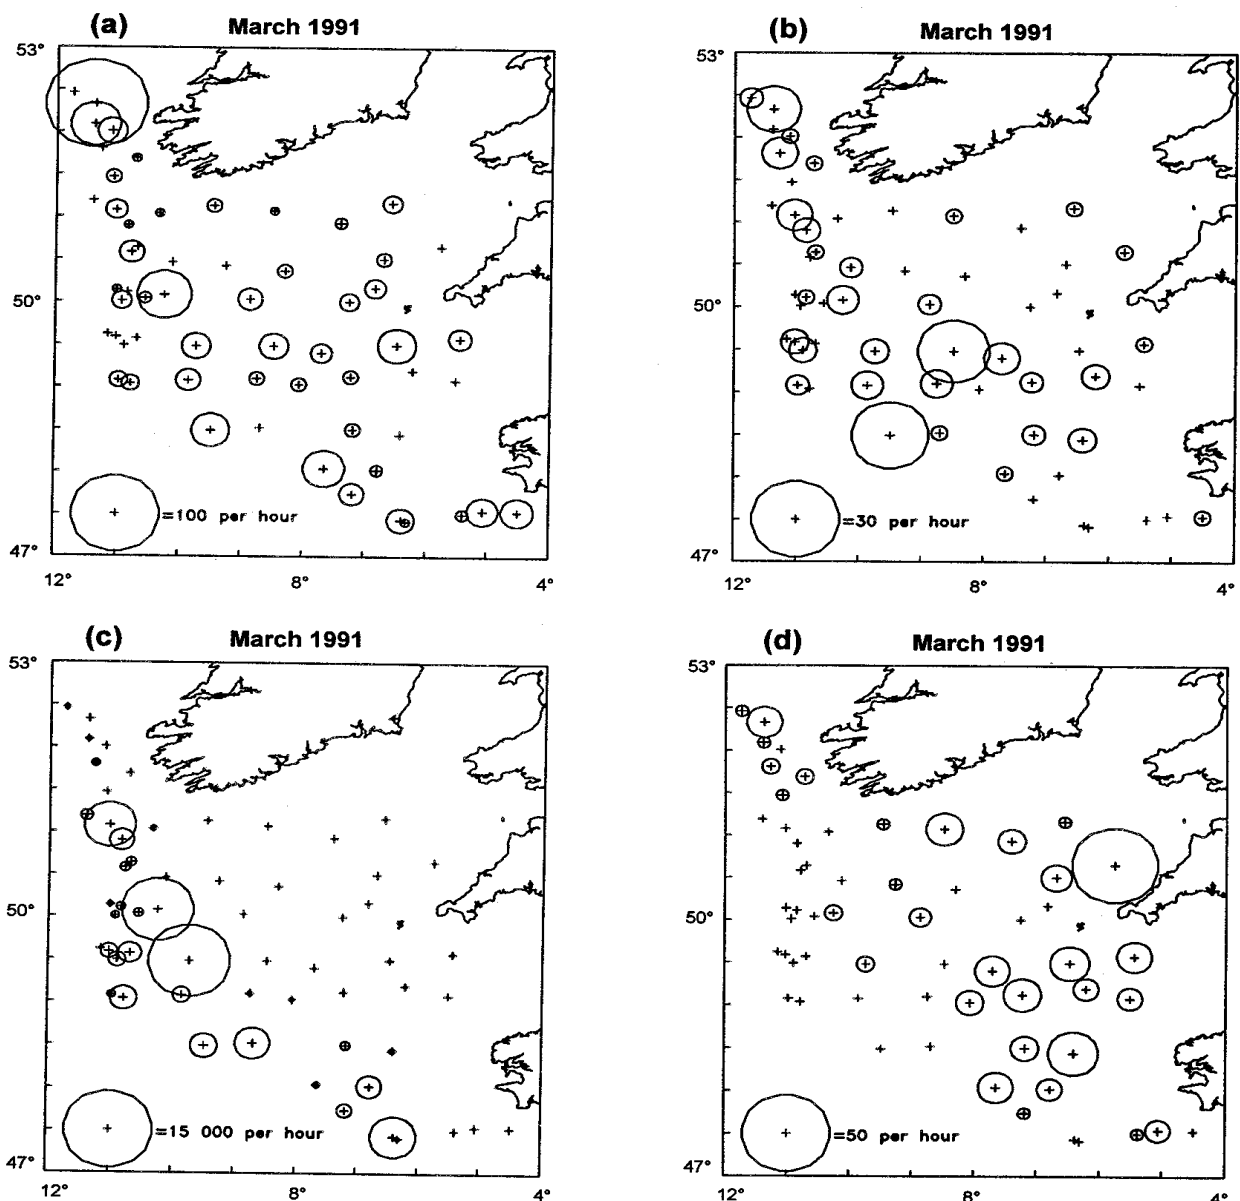 (a) March 1991
53°
50°
=100 per hour
47°
12° 8° 4°
(b) March 1991
53°
50°
=30 per hour
47°
12° 8° 4°
(c) March 1991
53°
50°
=15 000 per hour
47°
12° 8° 4°
(d) March 1991
53°
50°
=50 per hour
47°
12° 8° 4°